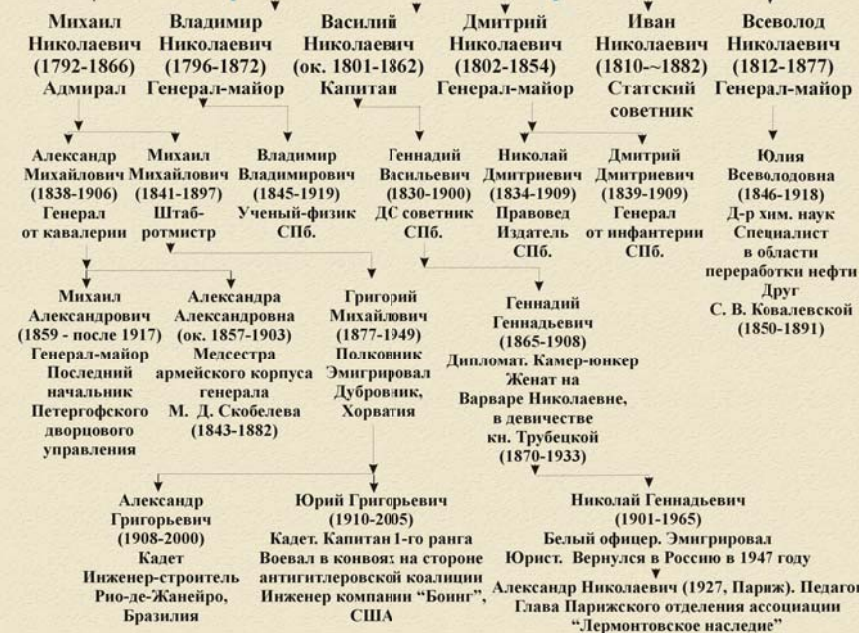 Михаил
Николаевич
(1792-1866)
Адмирал
Владимир
Николаевич
(1796-1872)
Генерал-майор
Василий
Николаевич
(ок. 1801-1862)
Капитан
Дмитрий
Николаевич
(1802-1854)
Генерал-майор
Иван
Николаевич
(1810-~1882)
Статский
советник
Всеволод
Николаевич
(1812-1877)
Генерал-майор
Александр
Михайлович
(1838-1906)
Генерал
от кавалерии
Михаил
Михайлович
(1841-1897)
Штаб-
ротмистр
Владимир
Владимирович
(1845-1919)
Ученый-физик
СПб.
Геннадий
Васильевич
(1830-1900)
ДС советник
СПб.
Николай
Дмитриевич
(1834-1909)
Правовед
Издатель
СПб.
Дмитрий
Дмитриевич
(1839-1909)
Генерал
от инфантерии
СПб.
Юлия
Всеволодовна
(1846-1918)
Д-р хим. наук
Специалист
в области
переработки нефти
Друг
С. В. Ковалевской
(1850-1891)
Михаил
Александрович
(1859 - после 1917)
Генерал-майор
Последний
начальник
Петергофского
дворцового
управления
Александра
Александровна
(ок. 1857-1903)
Медсестра
армейского корпуса
генерала
М. Д. Скобелева
(1843-1882)
Григорий
Михайлович
(1877-1949)
Полковник
Эмигрировал
Дубровник,
Хорватия
Геннадий
Геннадьевич
(1865-1908)
Дипломат. Камер-юнкер
Женат на
Варваре Николаевне,
в девичестве
кн. Трубецкой
(1870-1933)
Александр
Григорьевич
(1908-2000)
Кадет
Инженер-строитель
Рио-де-Жанейро,
Бразилия
Юрий Григорьевич
(1910-2005)
Кадет. Капитан 1-го ранга
Воевал в конвоях на стороне
антигитлеровской коалиции
Инженер компании “Боинг”,
США
Николай Геннадьевич
(1901-1965)
Белый офицер. Эмигрировал
Юрист. Вернулся в Россию в 1947 году
Александр Николаевич (1927, Париж). Педагог
Глава Парижского отделения ассоциации
“Лермонтовское наследие”